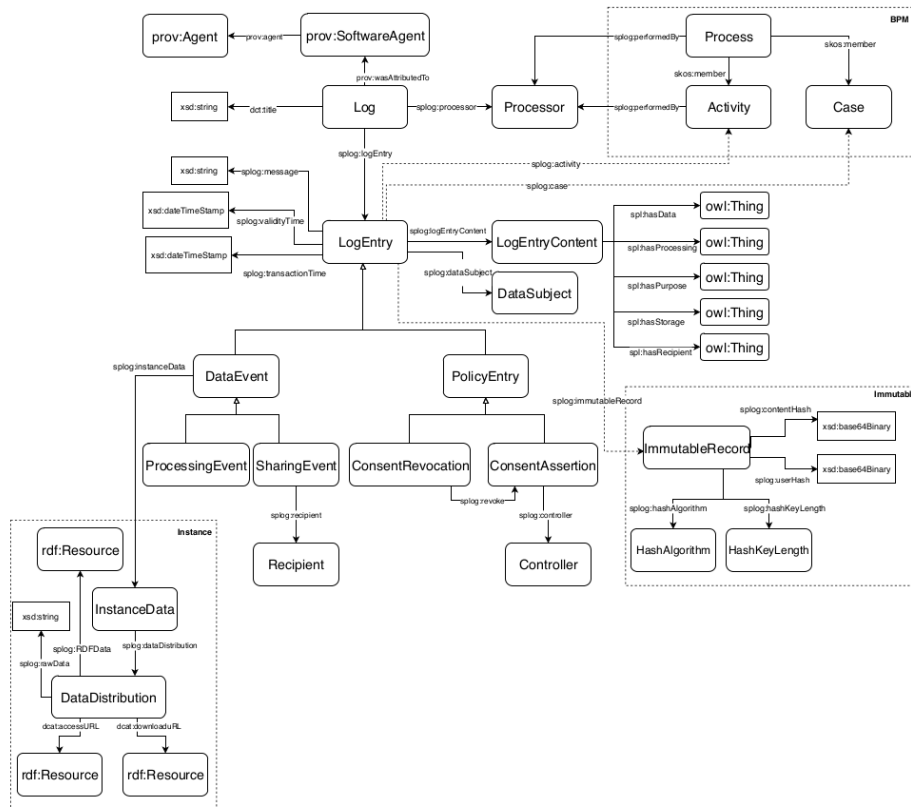 BPM
prov:Agent
prov:agent
prov:SoftwareAgent
splog:performedBy
Process
skos:member
skos:member
prov:wasAttributedTo
xsd:string
dct:title
Log
splog:processor
Processor
splog:performedBy
Activity
Case
splog:logEntry
splog:activity
xsd:string
splog:message
splog:case
xsd:dateTimeStamp
splog:validityTime
LogEntry
splog:logEntryContent
LogEntryContent
spl:hasData
owl:Thing
spl:hasProcessing
owl:Thing
xsd:dateTimeStamp
splog:transactionTime
splog:dataSubject
DataSubject
spl:hasPurpose
owl:Thing
spl:hasStorage
owl:Thing
spl:hasRecipient
owl:Thing
splog:instanceData
DataEvent
PolicyEntry
splog:immutableRecord
Immutabl
splog:contentHash
xsd:base64Binary
ProcessingEvent
SharingEvent
ConsentRevocation
ConsentAssertion
ImmutableRecord
xsd:base64Binary
splog:userHash
splog:revoke
splog:recipient
splog:controller
splog:hashAlgorithm
splog:hashKeyLength
Instance
rdf:Resource
Recipient
Controller
HashAlgorithm
HashKeyLength
xsd:string
InstanceData
splog:RDFData
splog:dataDistribution
splog:rawData
DataDistribution
dcat:accessURL
dcat:downloaduRL
rdf:Resource
rdf:Resource